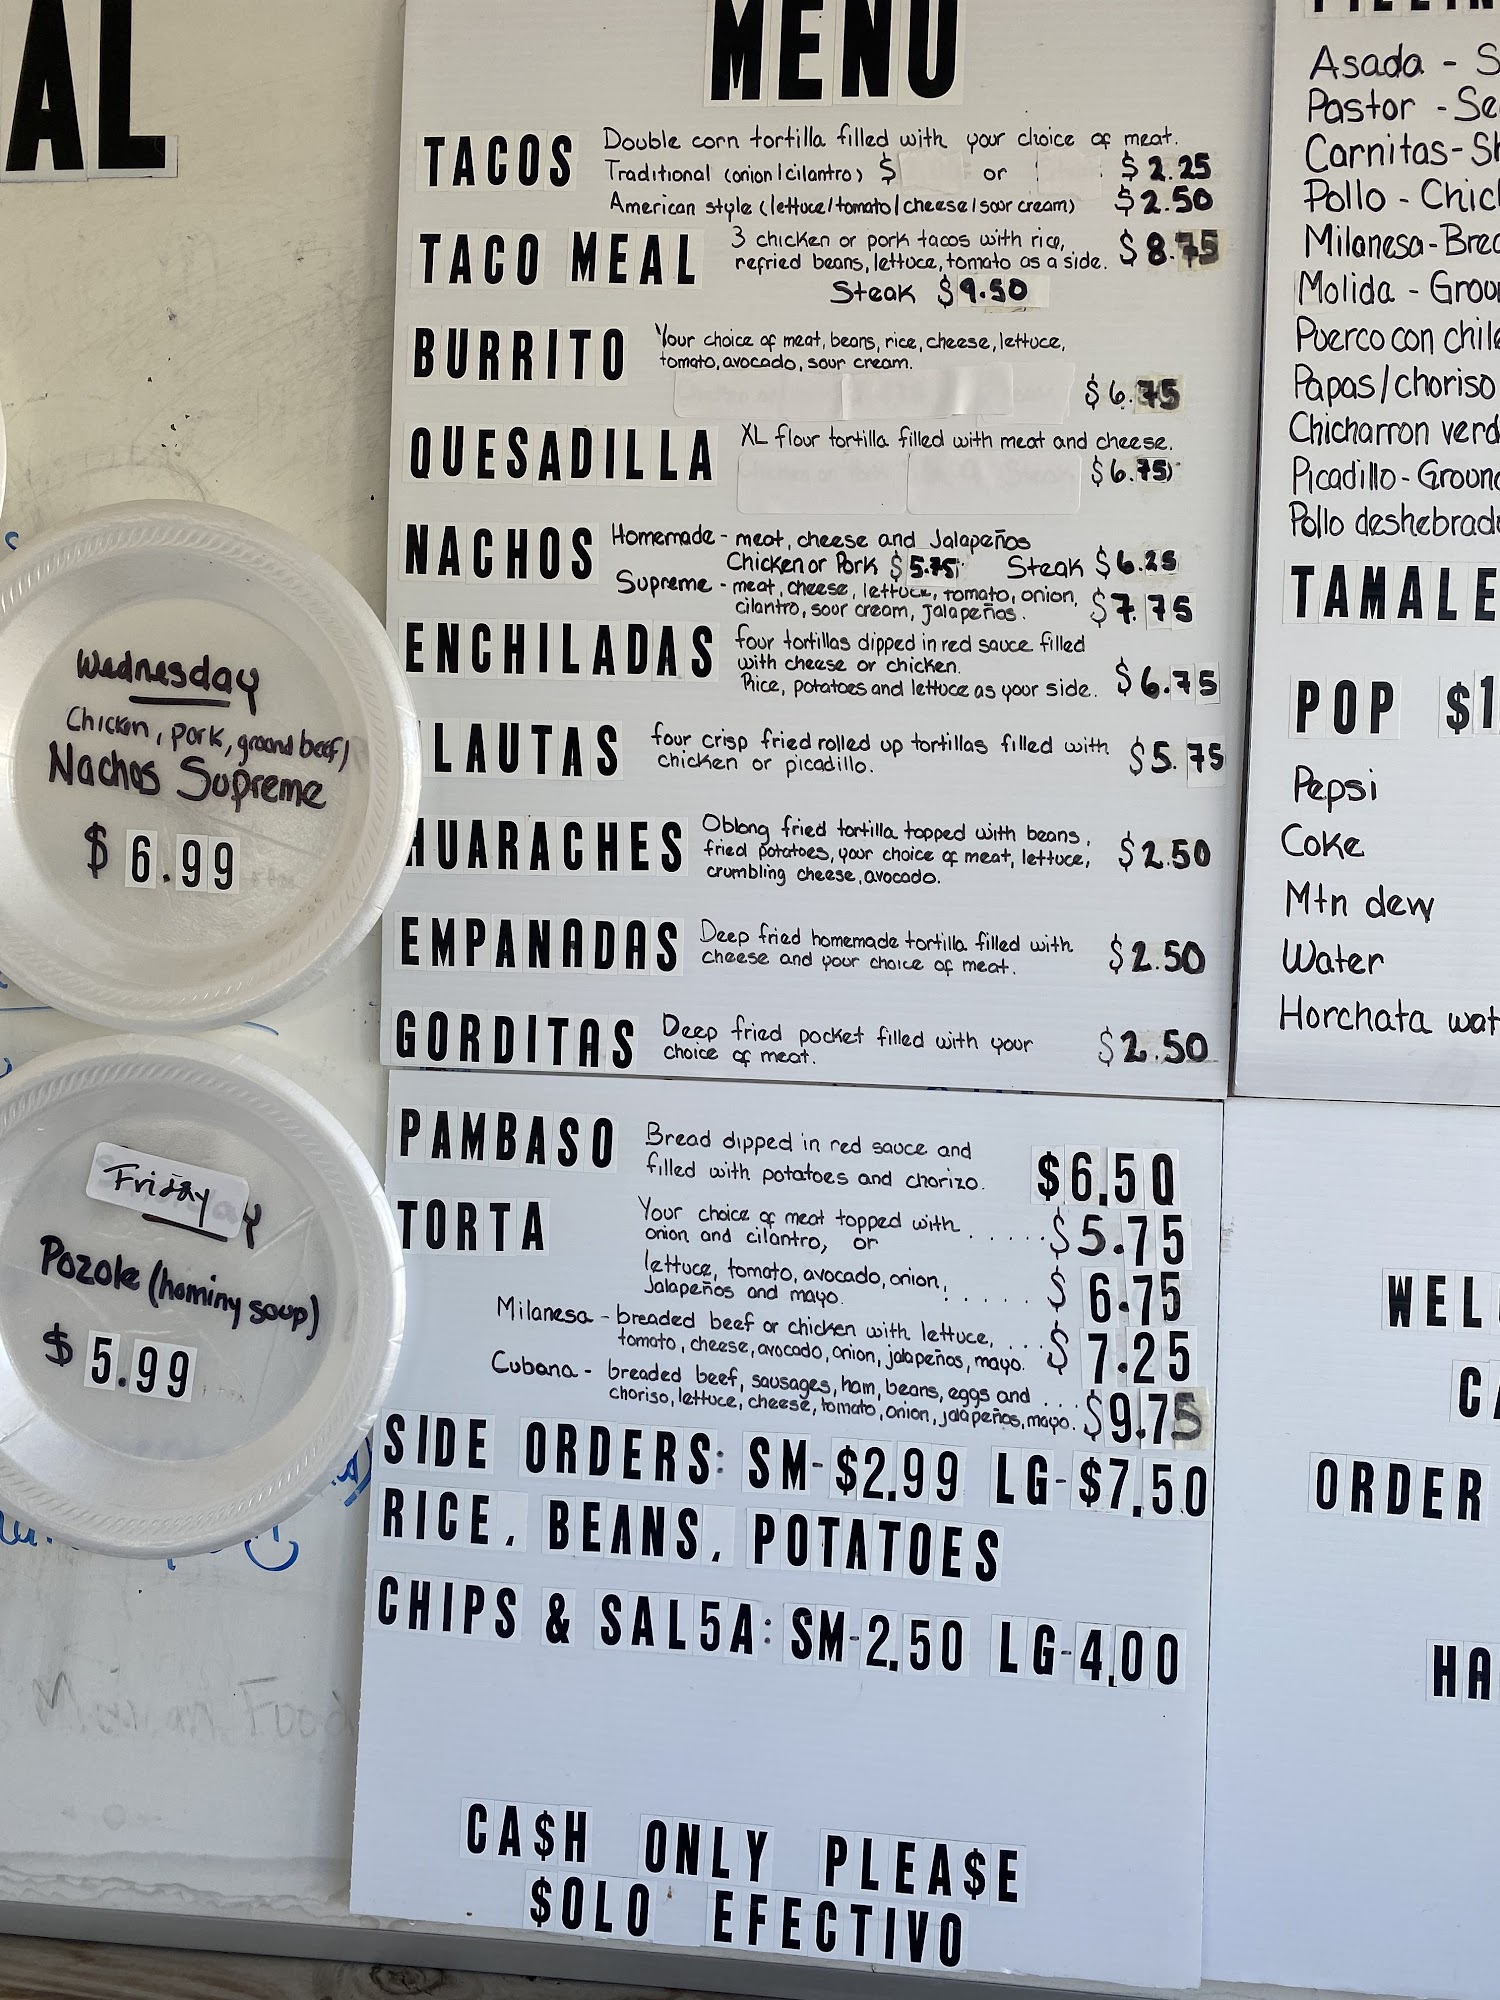 AL
Wednesday
Chicken, pork, ground beef)
Nachos Supreme
$ 6.99
Friday
Pozole (hominy soup)
$ 5.99
MENU
TACOS Double corn tortilla filled with your choice of meat.
Traditional (onion/cilantro) $ or $2.25
American style (lettuce/tomato/cheese/sour cream) $2.50
TACO MEAL 3 chicken or pork tacos with rice, $8.75
refried beans, lettuce, tomato as a side.
Steak $9.50
BURRITO Your choice of meat, beans, rice, cheese, lettuce,
tomato, avocado, sour cream.
$6.75
QUESADILLA XL flour tortilla filled with meat and cheese.
$6.75
NACHOS Homemade - meat, cheese and Jalapeños
Chicken or Pork $5.75 Steak $6.25
Supreme - meat, cheese, lettuce, tomato, onion, $7.75
cilantro, sour cream, jalapeños.
ENCHILADAS four tortillas dipped in red sauce filled
with cheese or chicken.
Rice, potatoes and lettuce as your side. $6.75
LAUTAS four crisp fried rolled up tortillas filled with $5.75
chicken or picadillo.
HUARACHES Oblong fried tortilla topped with beans,
fried potatoes, your choice of meat, lettuce, $2.50
crumbling cheese, avocado.
EMPANADAS Deep fried homemade tortilla filled with
cheese and your choice of meat. $2.50
GORDITAS Deep fried pocket filled with your
choice of meat. $2.50
PAMBASO Bread dipped in red sauce and
filled with potatoes and chorizo. $6.50
TORTA Your choice of meat topped with
onion and cilantro, or ..... $5.75
lettuce, tomato, avocado, onion,
Jalapeños and mayo. ..... $6.75
Milanesa - breaded beef or chicken with lettuce, ...
tomato, cheese, avocado, onion, jalapeños, mayo. $7.25
Cubana - breaded beef, sausages, ham, beans, eggs and ...
choriso, lettuce, cheese, tomato, onion, jalapeños, mayo. $9.75
SIDE ORDERS: SM-$2.99 LG-$7.50
RICE, BEANS, POTATOES
CHIPS & SAL5A: SM-2.50 LG-4.00
CA$H ONLY PLEA$E
$OLO EFECTIVO
Asada - S
Pastor - Se
Carnitas - Sh
Pollo - Chic
Milanesa - Brea
Molida - Grou
Puerco con chile
Papas/choriso
Chicharron verd
Picadillo - Groun
Pollo deshebrad
TAMALE
POP $1
Pepsi
Coke
Mtn dew
Water
Horchata wat
WEL
CA
ORDER
HA